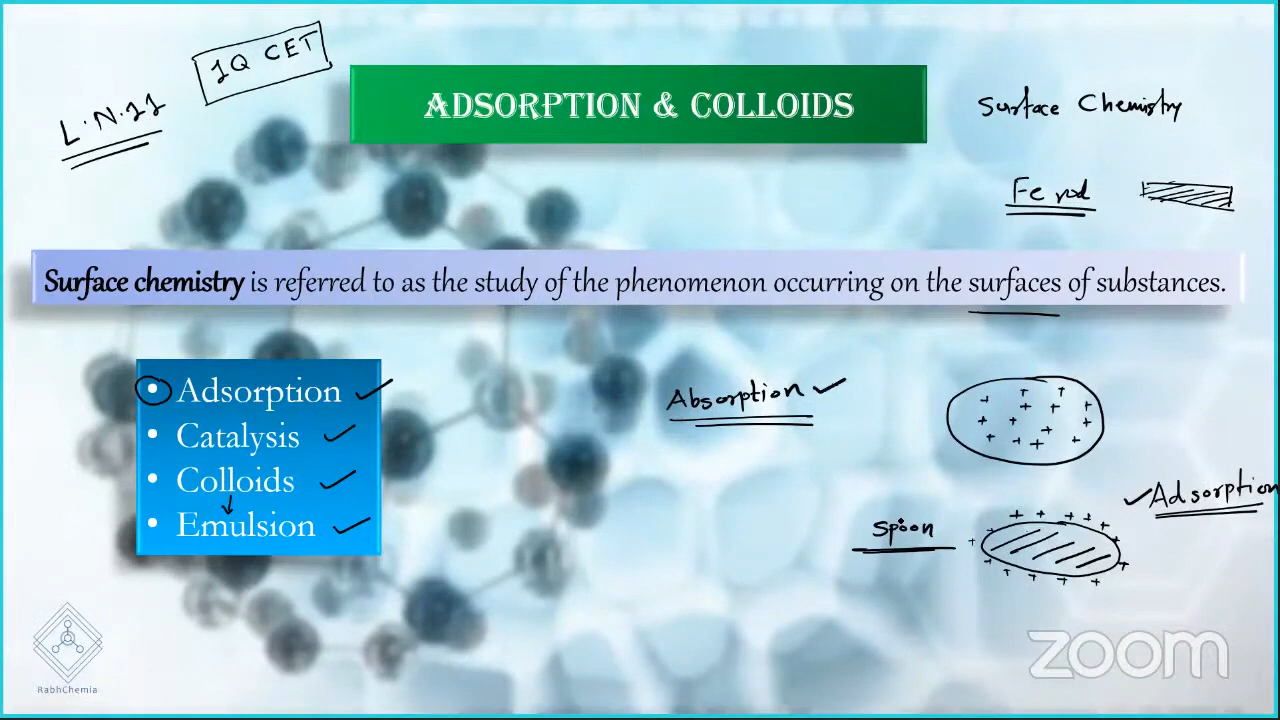 L.N.11
1Q CET
ADSORPTION & COLLOIDS
Surface Chemistry
Fe rod
Surface chemistry is referred to as the study of the phenomenon occurring on the surfaces of substances.
• Adsorption
• Catalysis
• Colloids
• Emulsion
Absorption
Adsorption
Spoon
RabhChemia
zoom